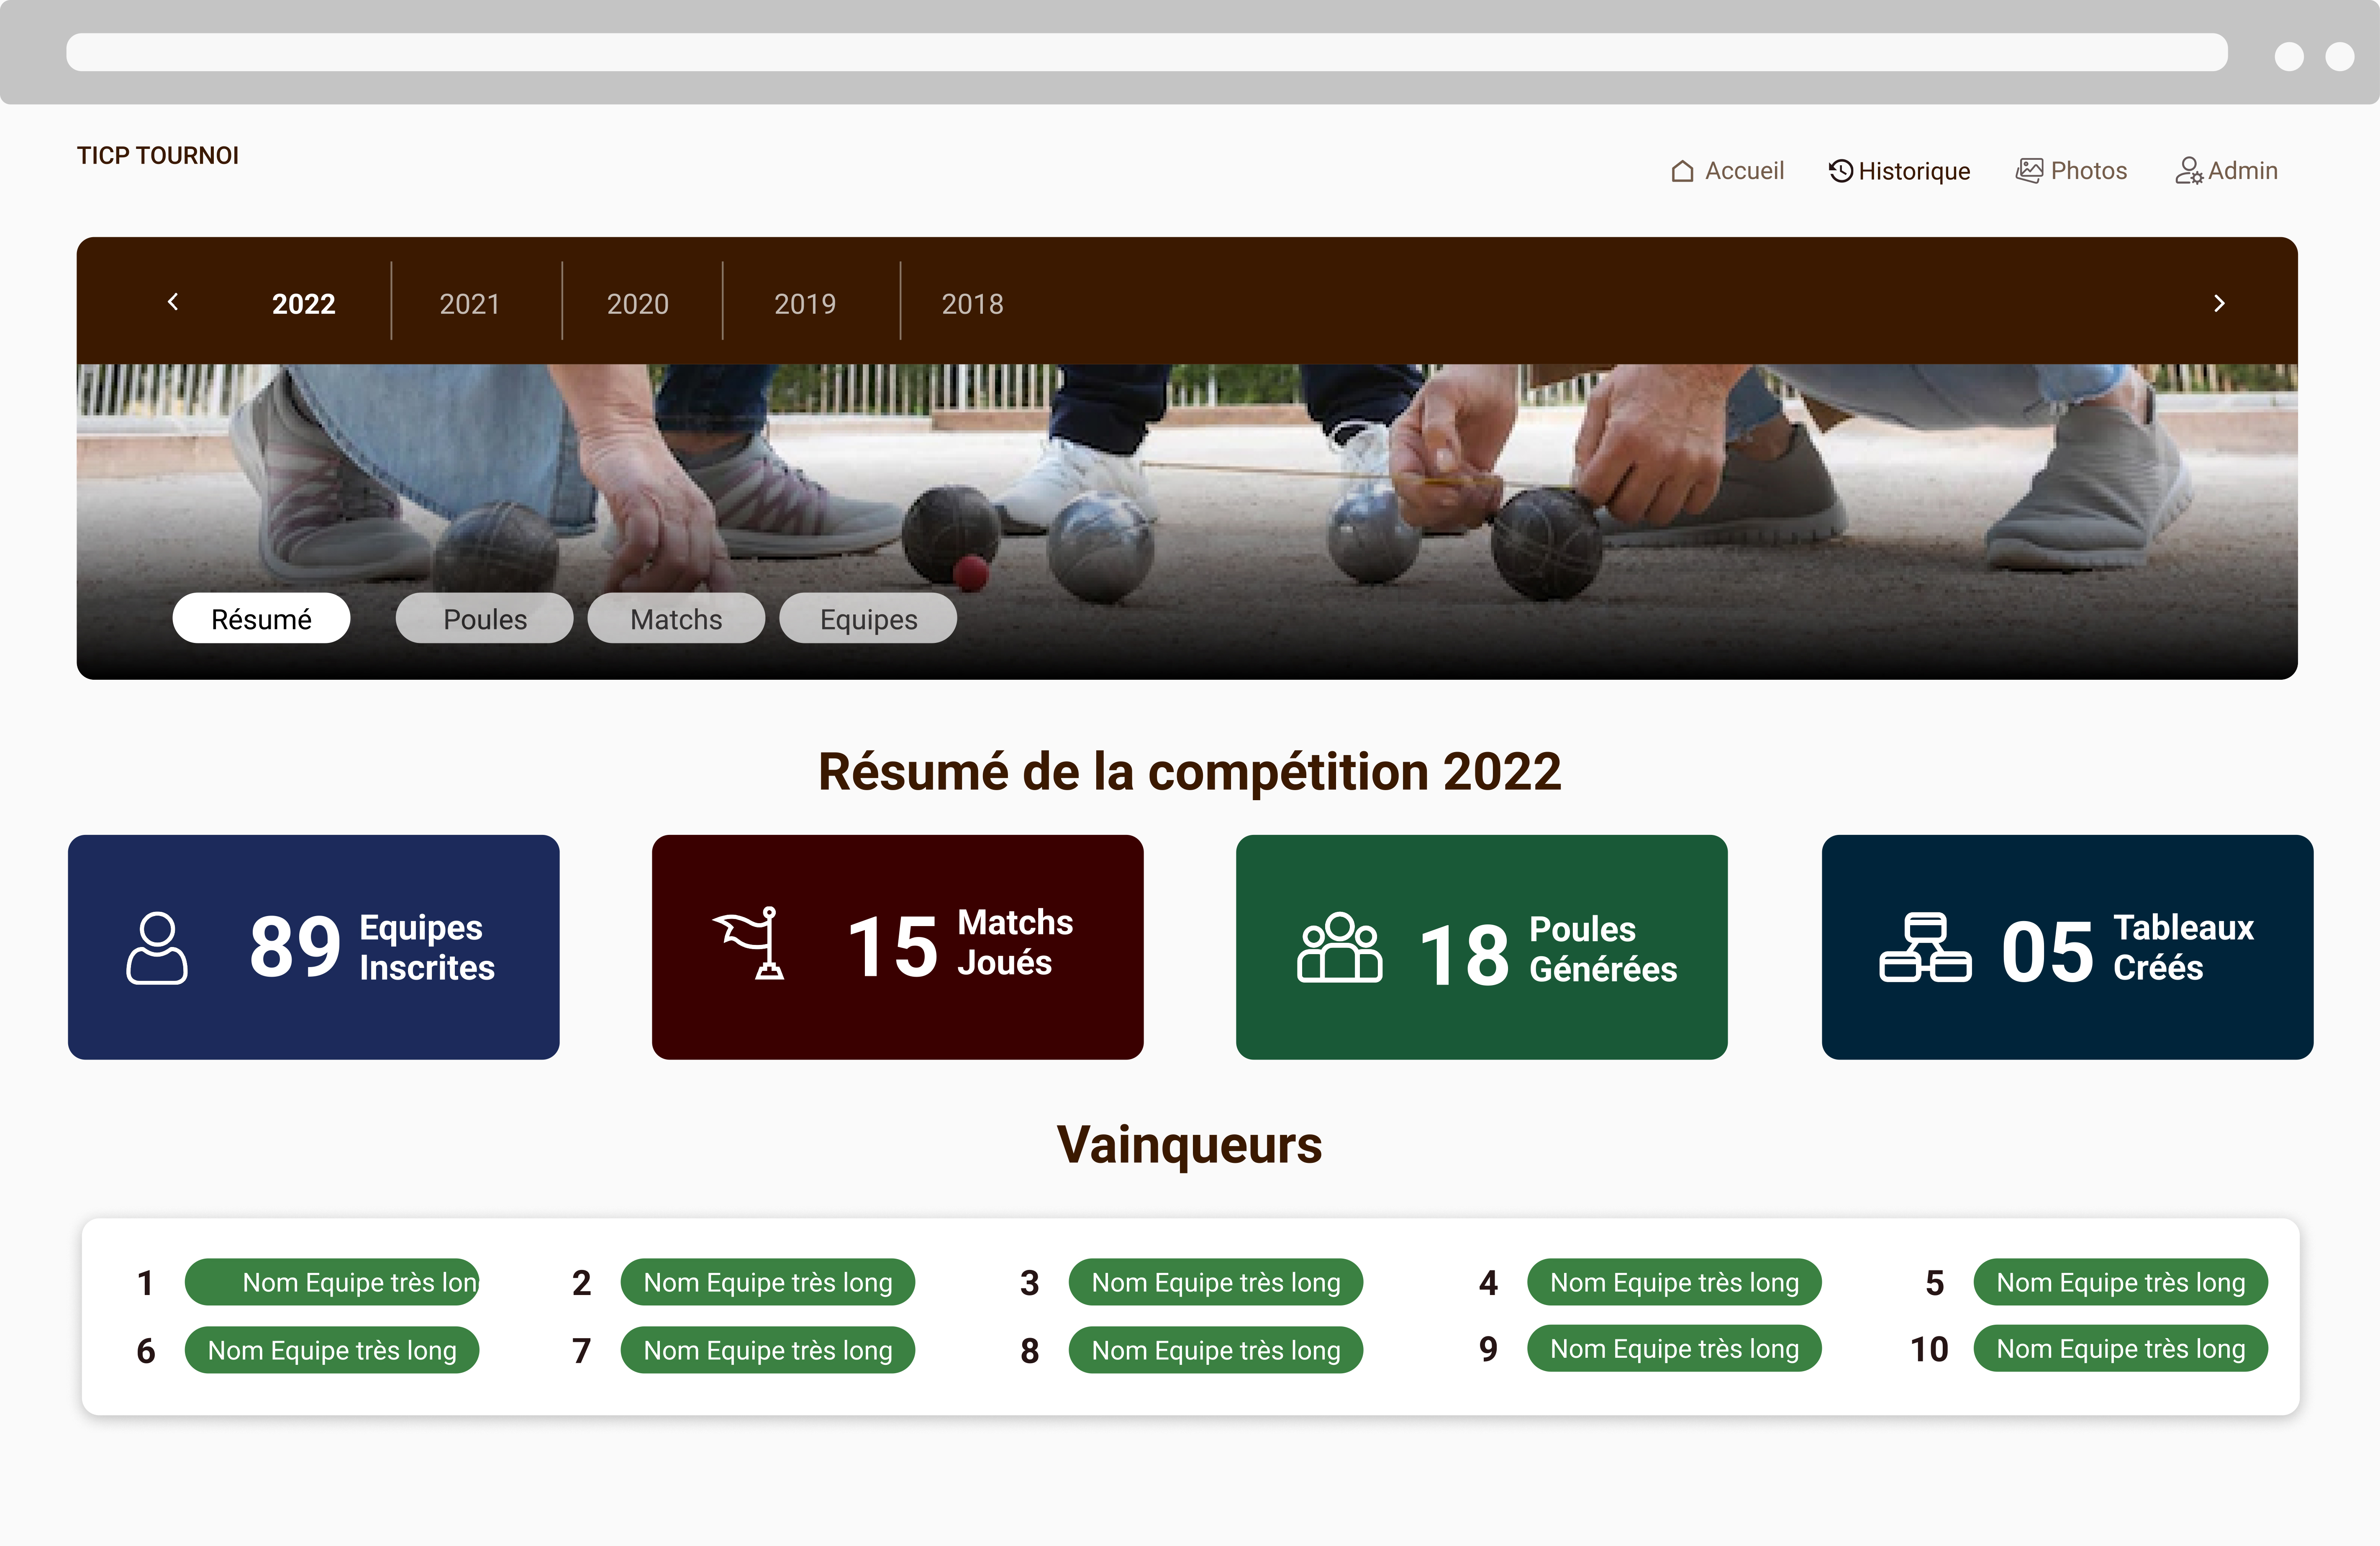 TICP TOURNOI
Accueil
Historique
Photos
Admin
2022
2021
2020
2019
2018
Résumé
Poules
Matchs
Equipes
Résumé de la compétition 2022
89
Equipes
Inscrites
15
Matchs
Joués
18
Poules
Générées
05
Tableaux
Créés
Vainqueurs
1 Nom Equipe très lon
2 Nom Equipe très long
3 Nom Equipe très long
4 Nom Equipe très long
5 Nom Equipe très long
6 Nom Equipe très long
7 Nom Equipe très long
8 Nom Equipe très long
9 Nom Equipe très long
10 Nom Equipe très long